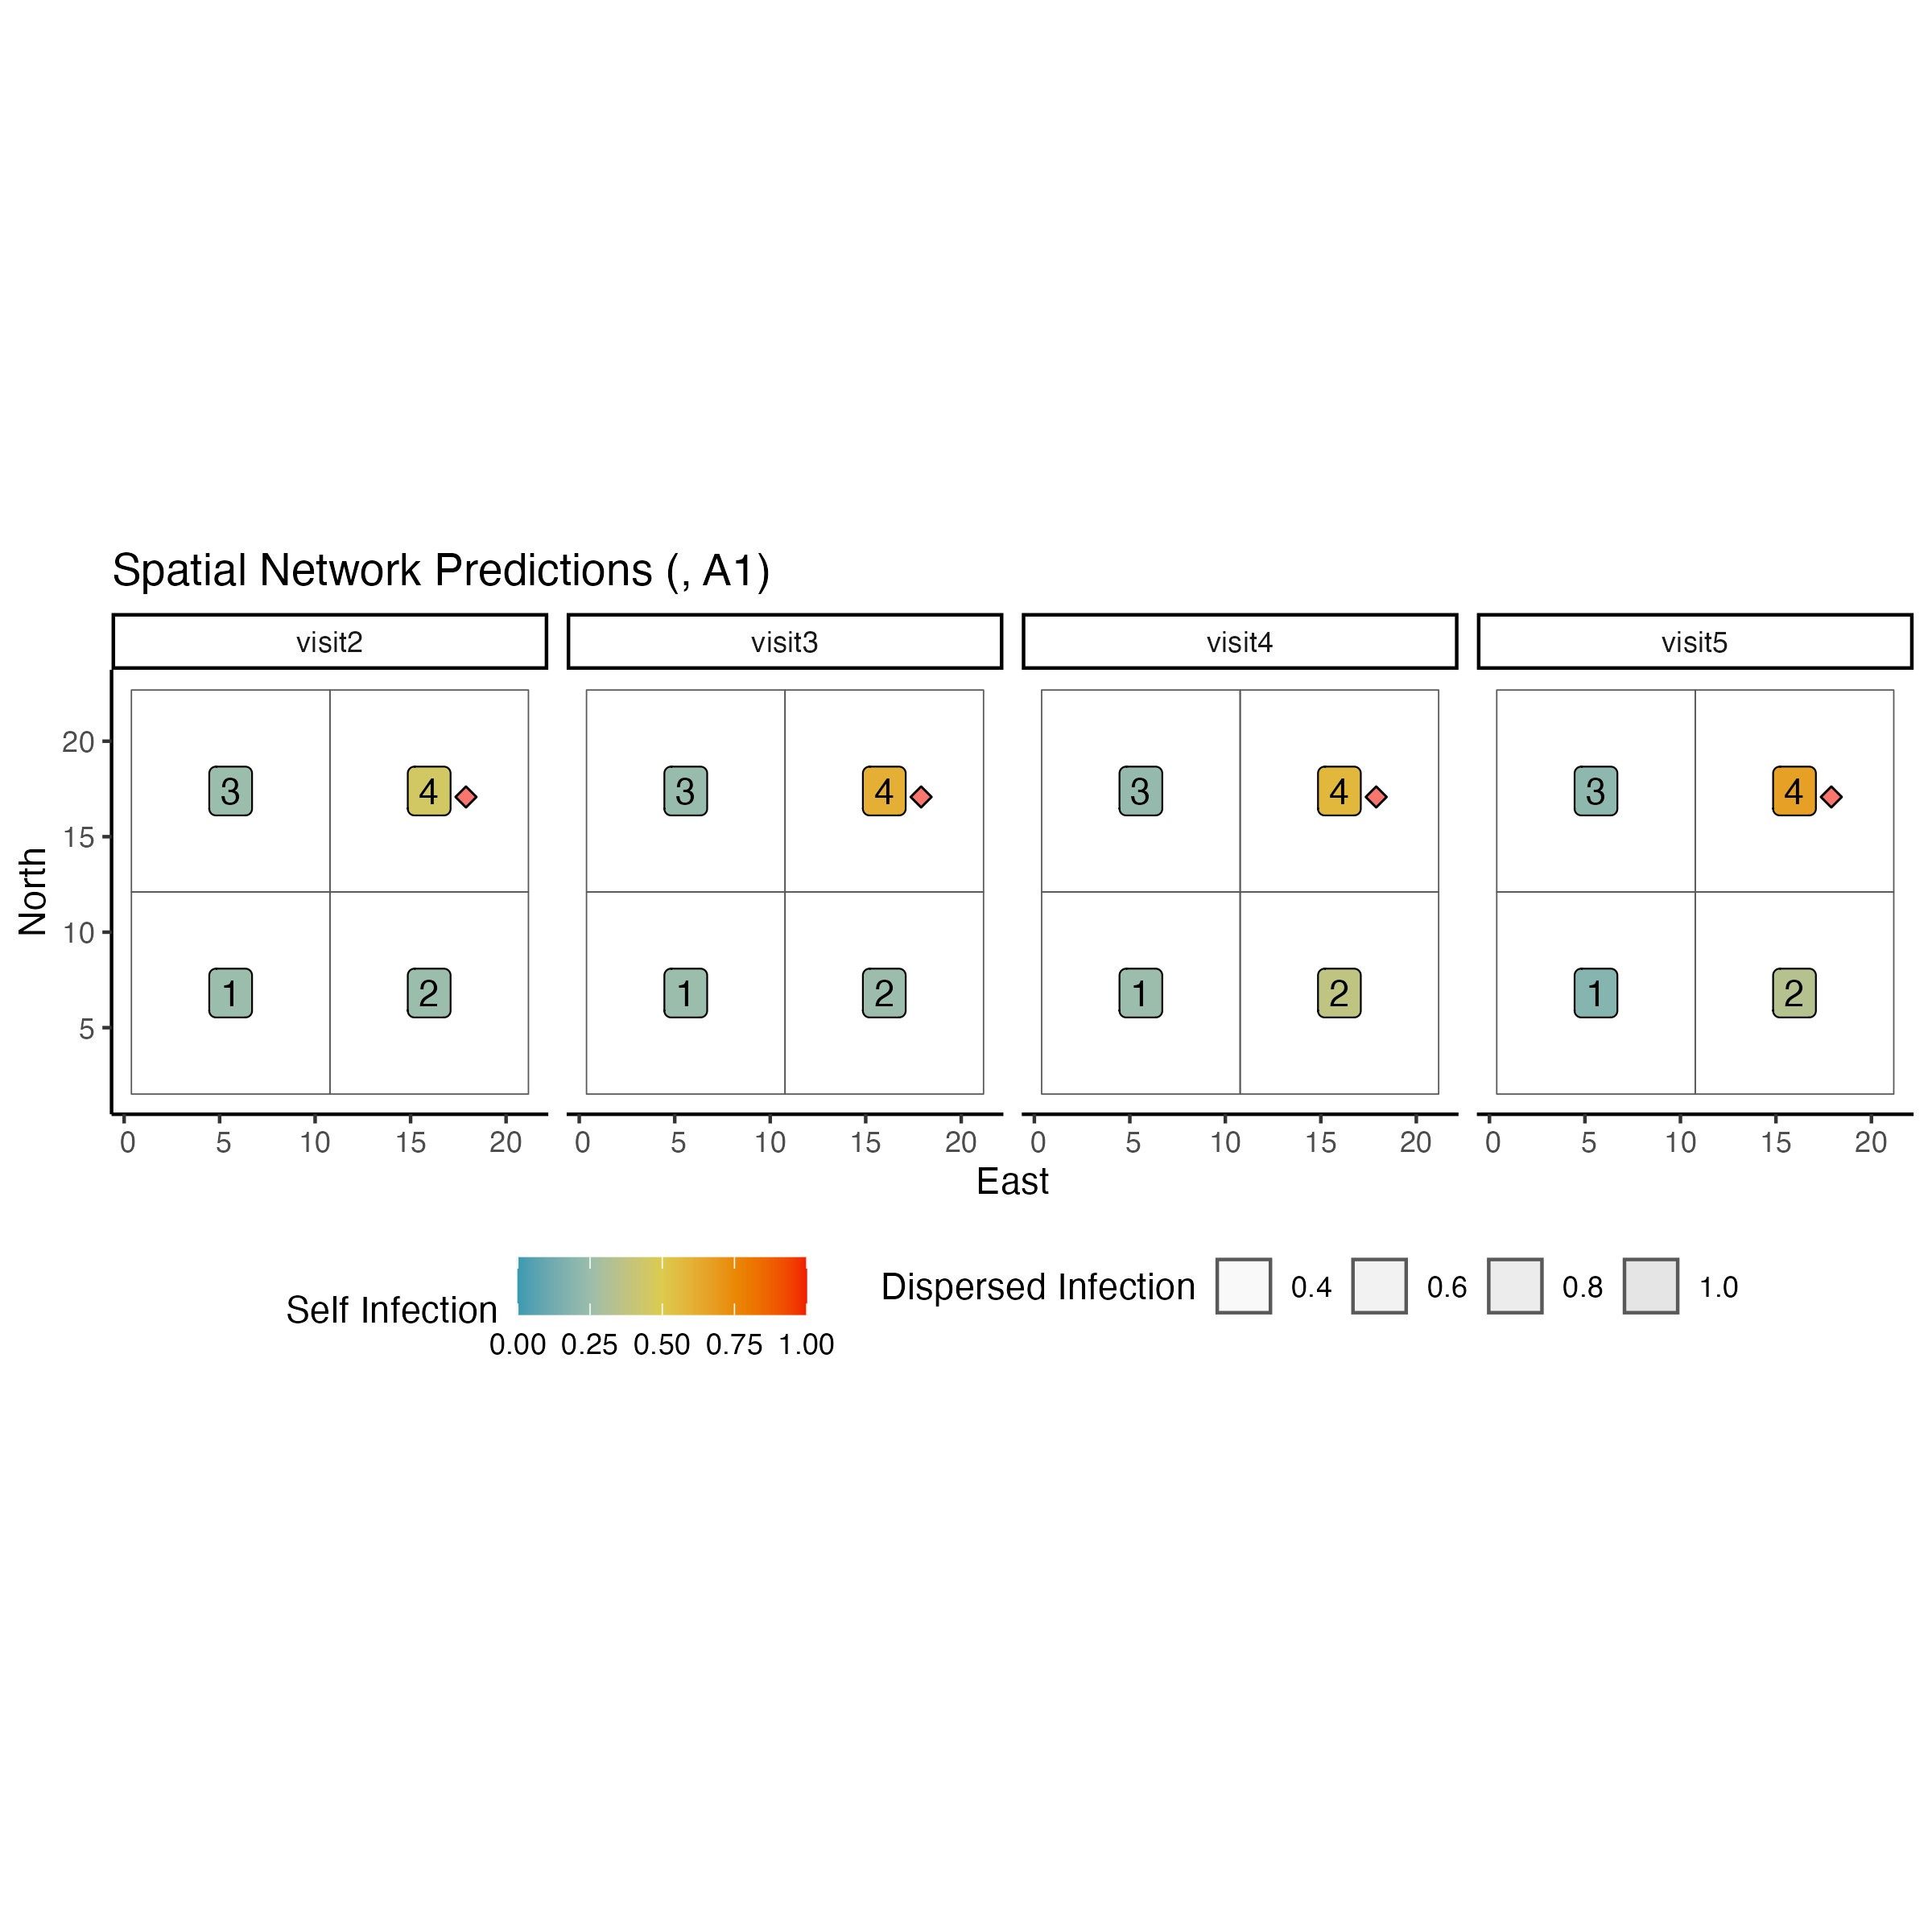 Spatial Network Predictions (, A1)
visit2 visit3 visit4 visit5
20
15
10
5
North
3 4 3 4 3 4 3 4
1 2 1 2 1 2 1 2
0 5 10 15 20 0 5 10 15 20 0 5 10 15 20 0 5 10 15 20
East
Self Infection
0.00 0.25 0.50 0.75 1.00
Dispersed Infection 0.4 0.6 0.8 1.0